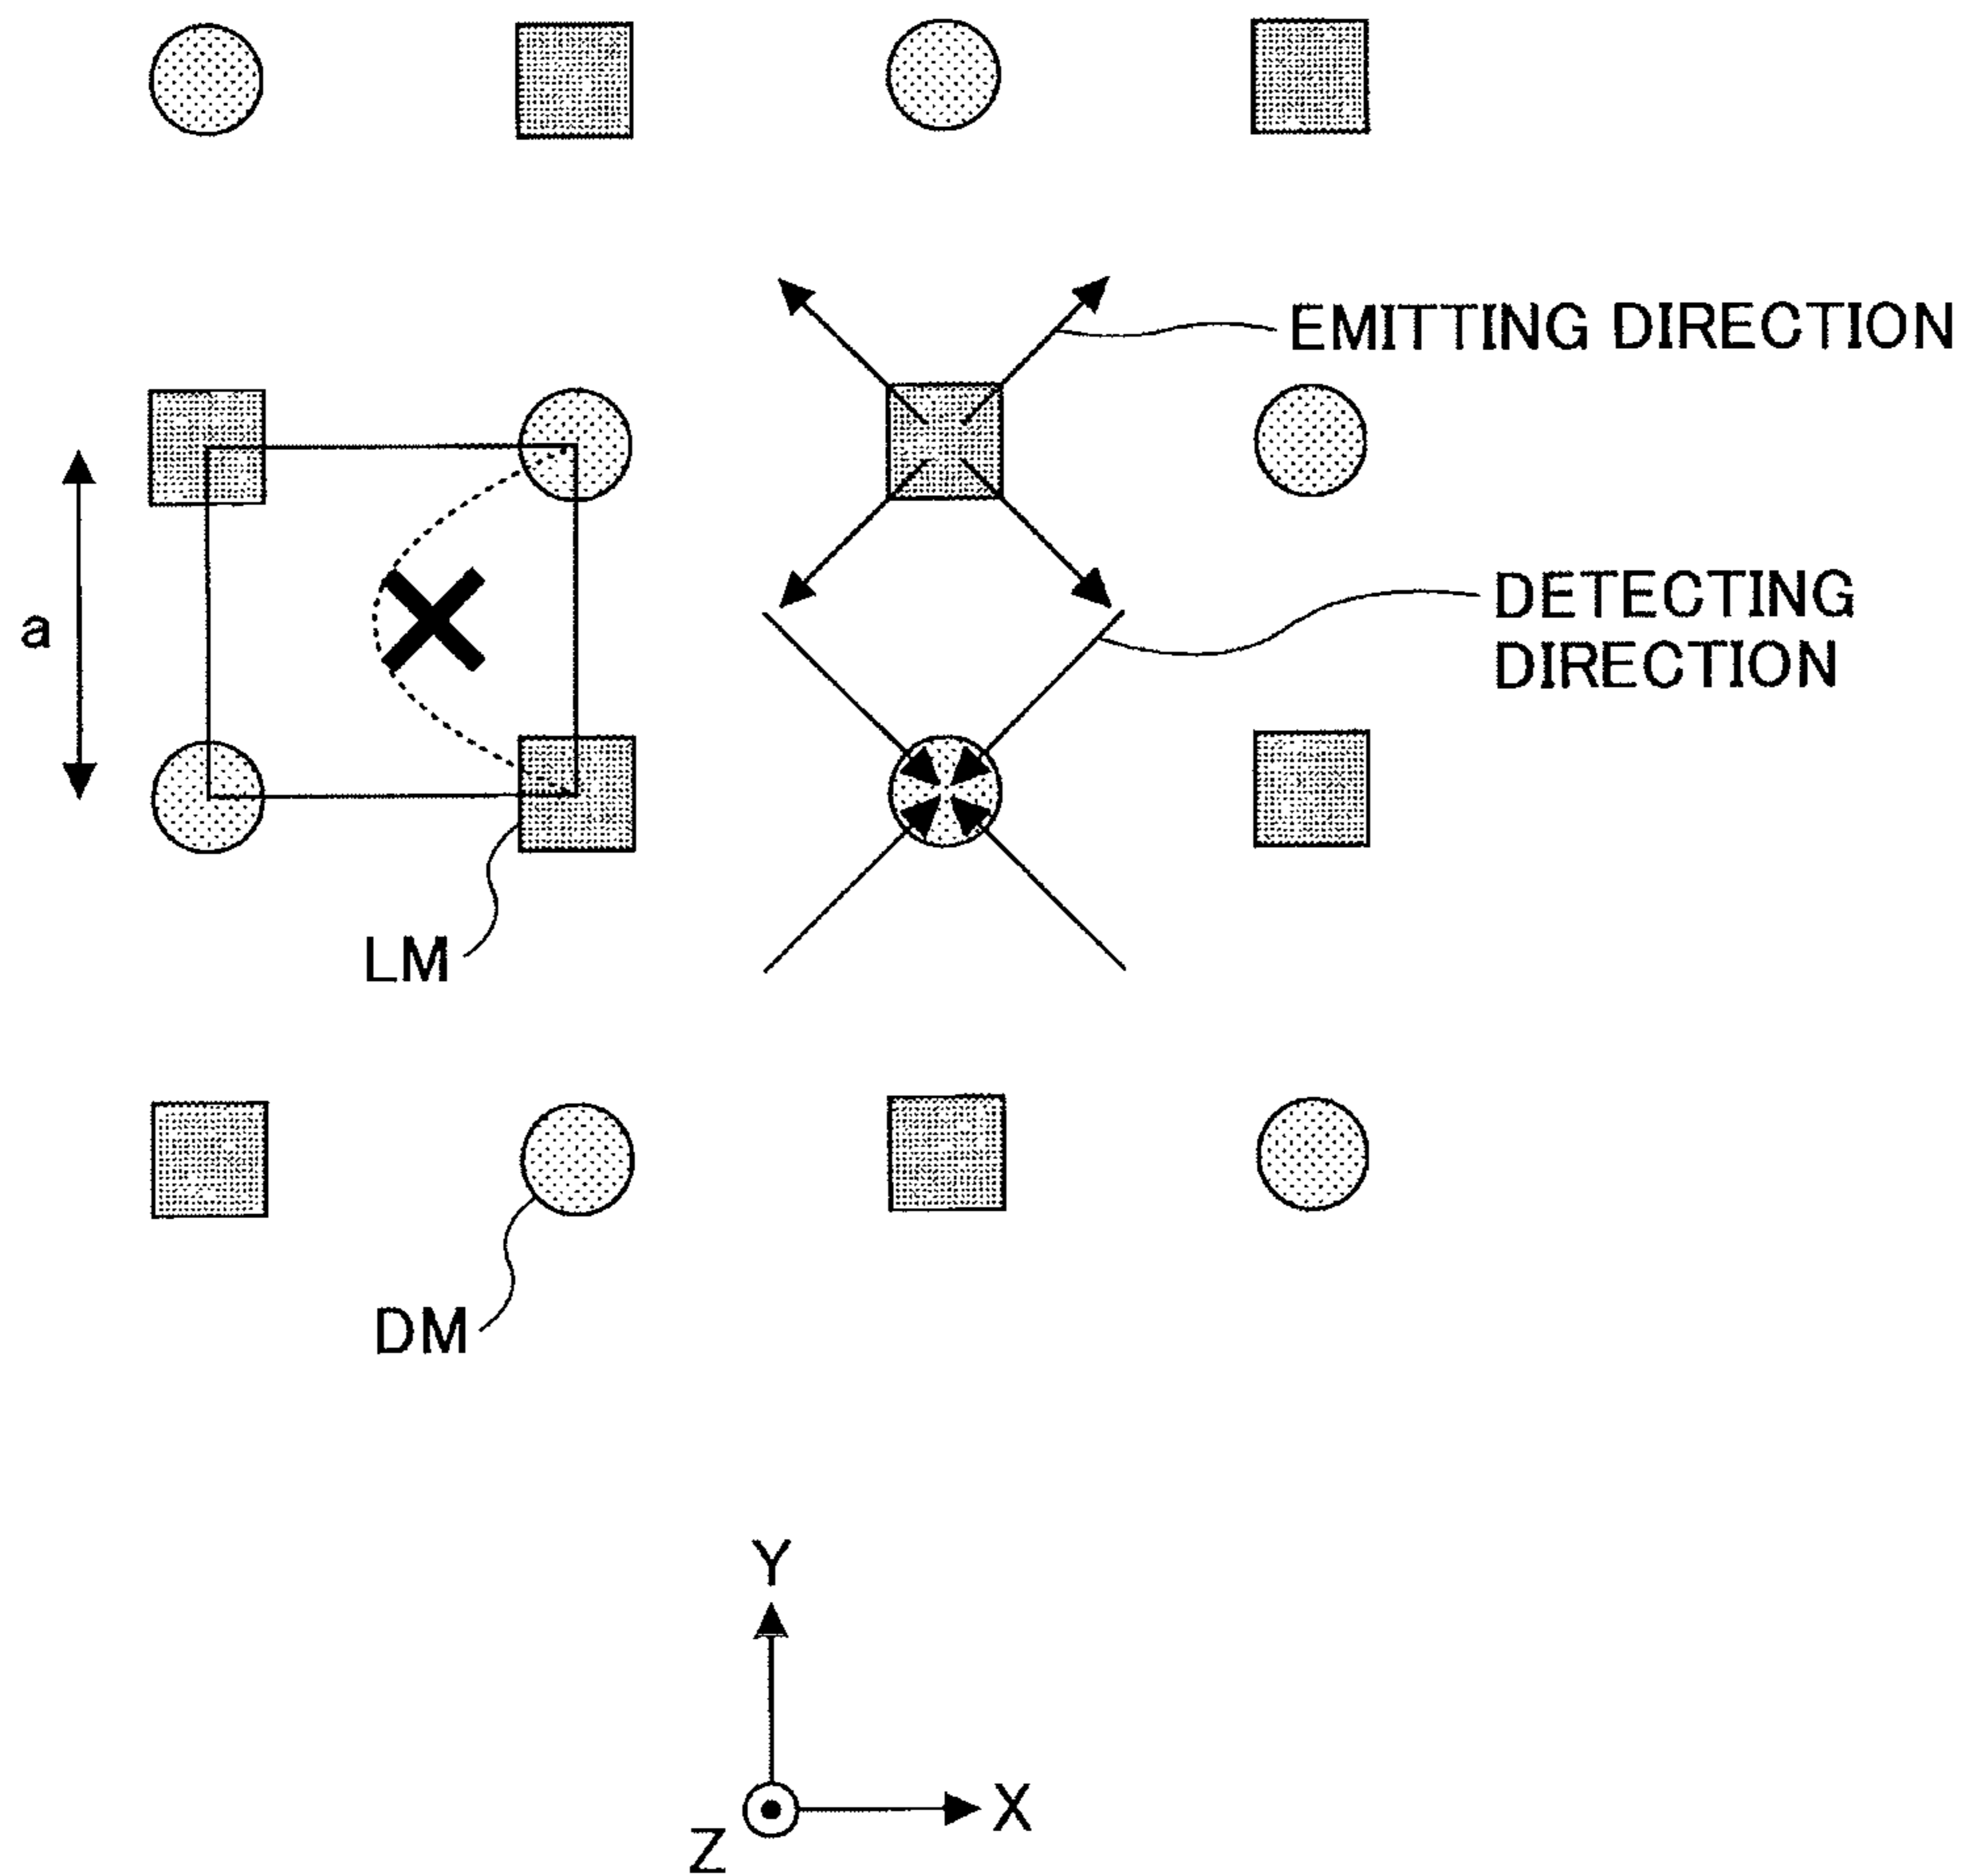 EMITTING DIRECTION
a
DETECTING
DIRECTION
LM
DM
Y
X
Z